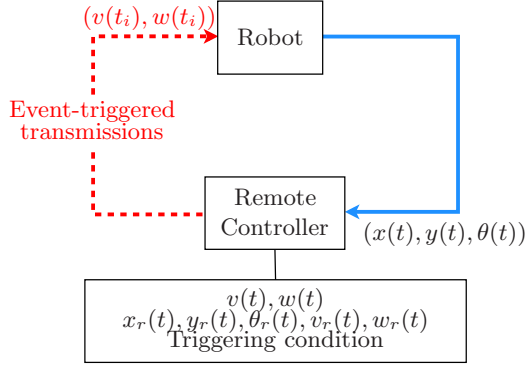 (v(t_i), w(t_i))
Robot
Event-triggered
transmissions
Remote
Controller
(x(t), y(t), θ(t))
v(t), w(t)
x_r(t), y_r(t), θ_r(t), v_r(t), w_r(t)
Triggering condition